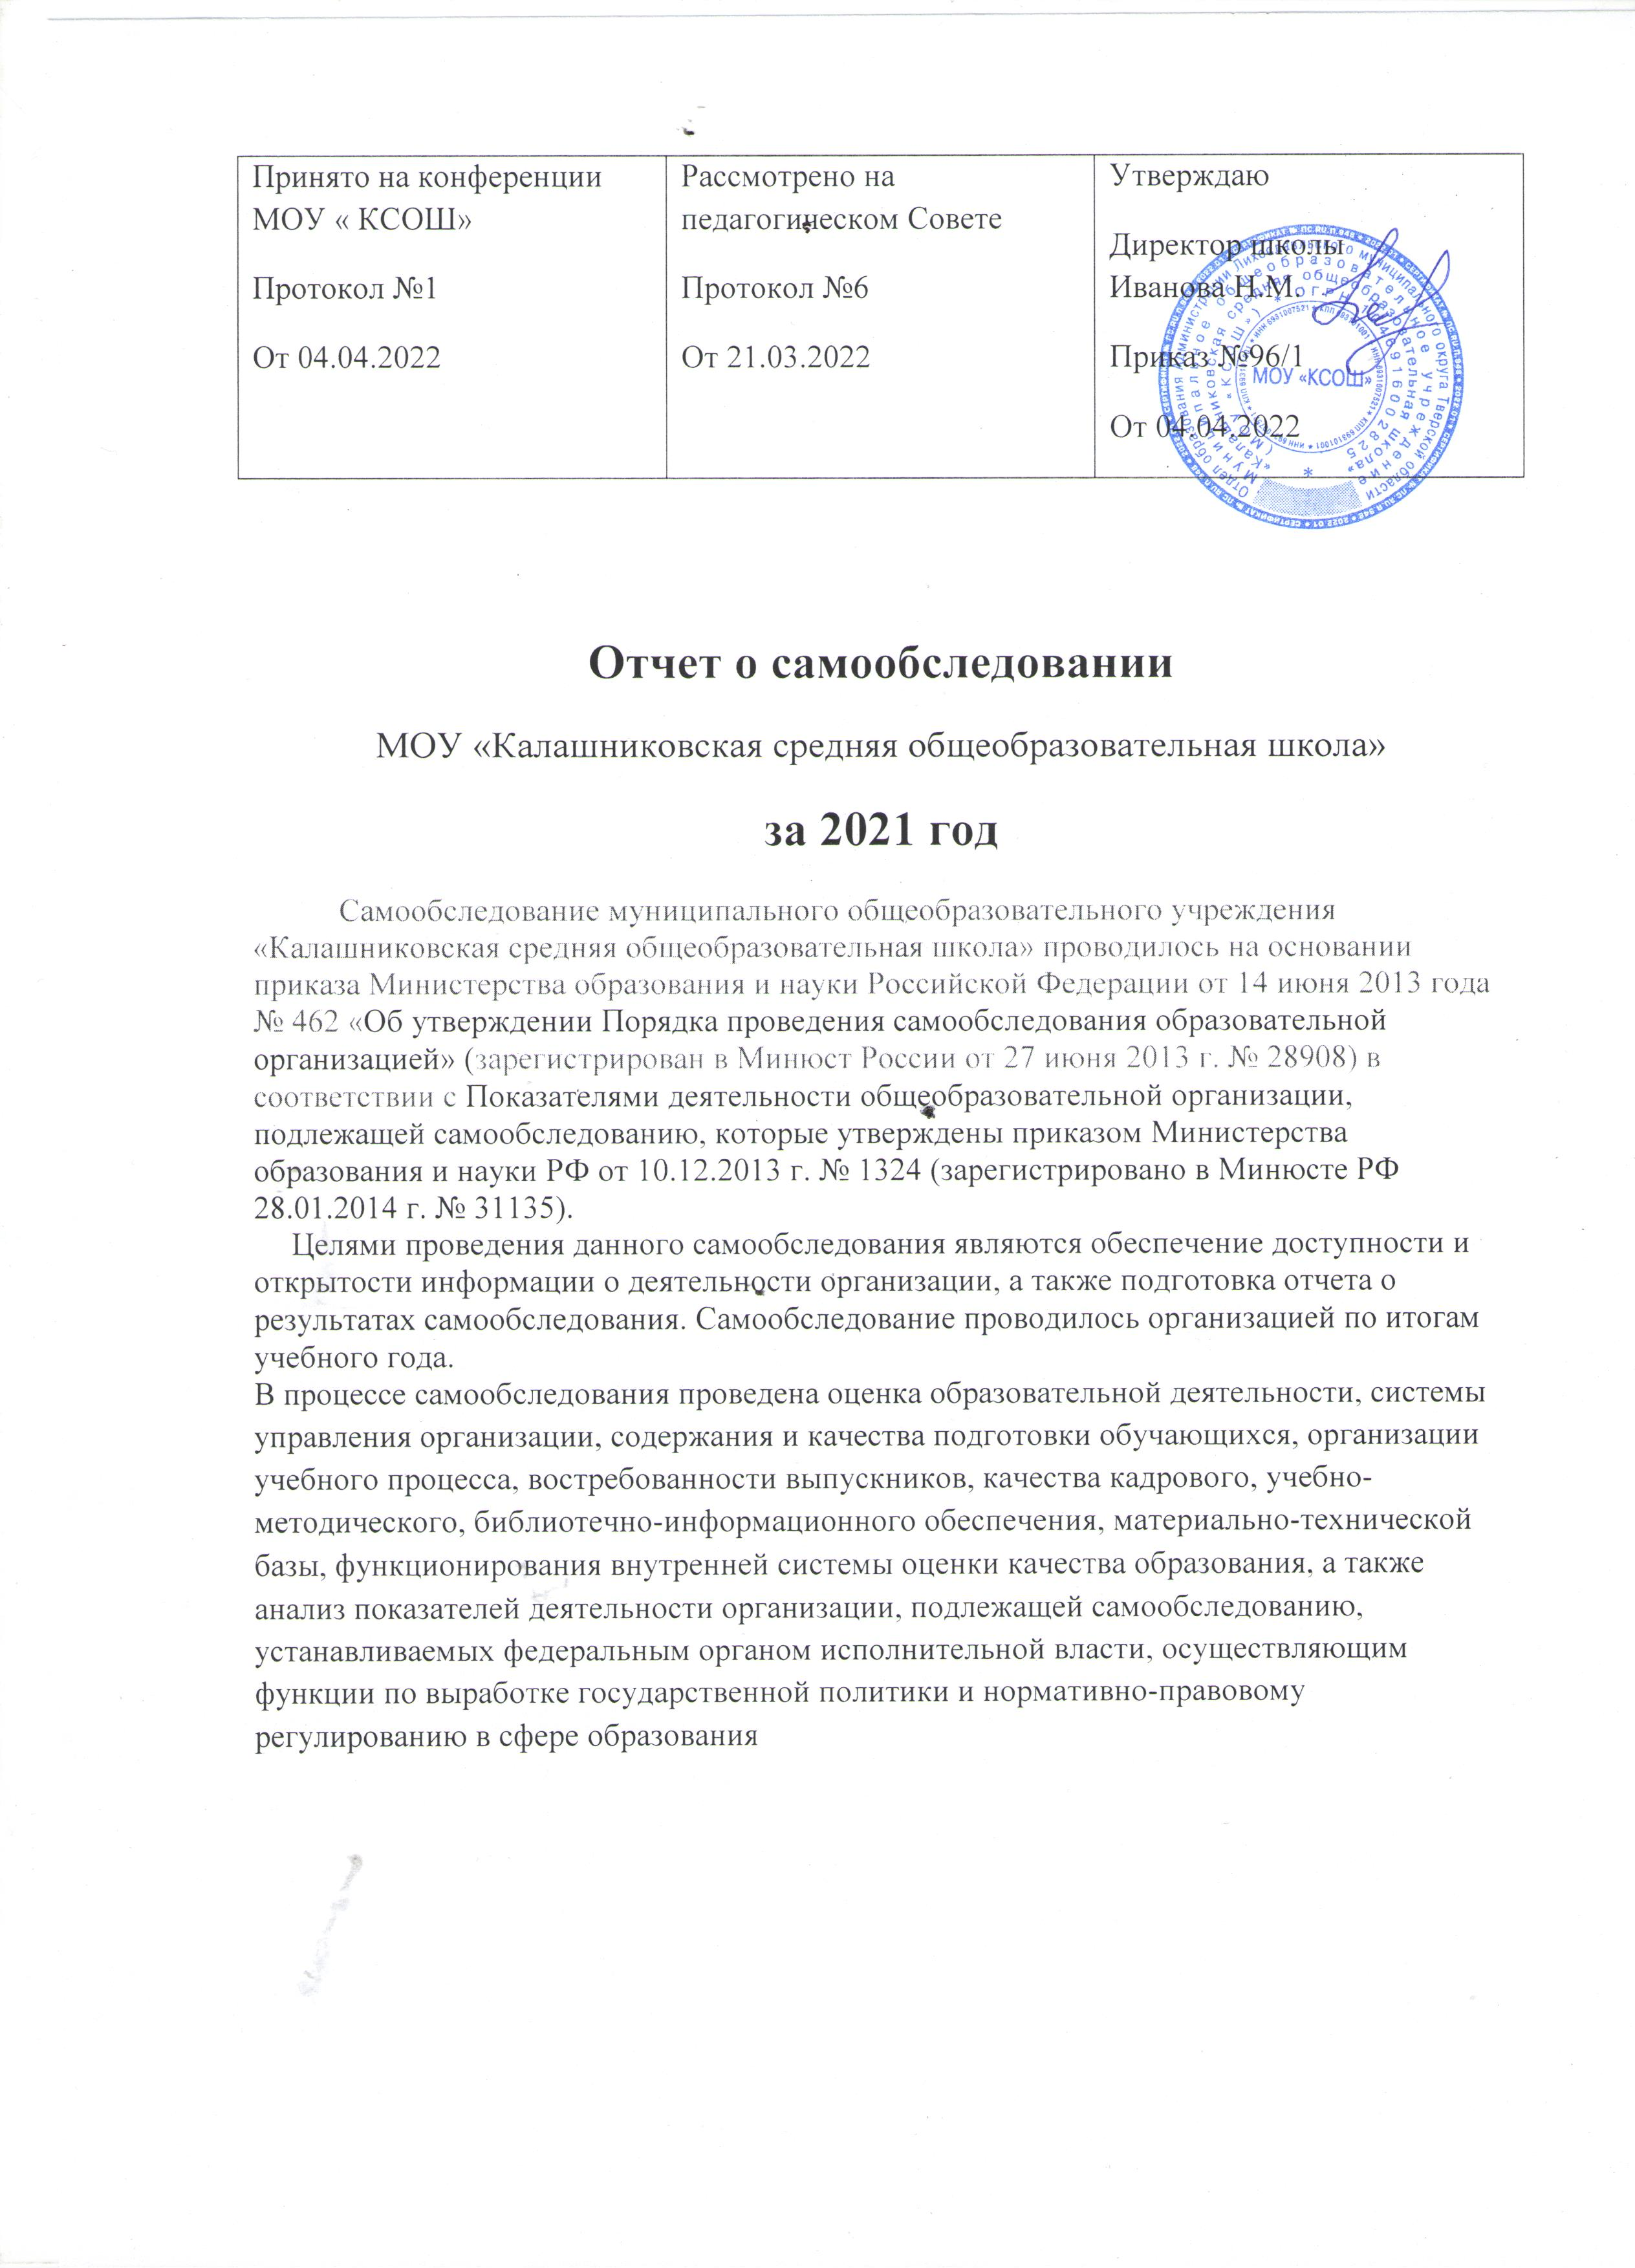 Принято на конференции
МОУ « КСОШ»
Протокол №1
От 04.04.2022
Рассмотрено на
педагогическом Совете
Протокол №6
От 21.03.2022
Утверждаю
Директор школы
Иванова Н.М.
Приказ №96/1
От 04.04.2022
МОУ «КСОШ»
Отчет о самообследовании
МОУ «Калашниковская средняя общеобразовательная школа»
за 2021 год
Самообследование муниципального общеобразовательного учреждения
«Калашниковская средняя общеобразовательная школа» проводилось на основании
приказа Министерства образования и науки Российской Федерации от 14 июня 2013 года
№ 462 «Об утверждении Порядка проведения самообследования образовательной
организацией» (зарегистрирован в Минюст России от 27 июня 2013 г. № 28908) в
соответствии с Показателями деятельности общеобразовательной организации,
подлежащей самообследованию, которые утверждены приказом Министерства
образования и науки РФ от 10.12.2013 г. № 1324 (зарегистрировано в Минюсте РФ
28.01.2014 г. № 31135).
Целями проведения данного самообследования являются обеспечение доступности и
открытости информации о деятельности организации, а также подготовка отчета о
результатах самообследования. Самообследование проводилось организацией по итогам
учебного года.
В процессе самообследования проведена оценка образовательной деятельности, системы
управления организации, содержания и качества подготовки обучающихся, организации
учебного процесса, востребованности выпускников, качества кадрового, учебно-
методического, библиотечно-информационного обеспечения, материально-технической
базы, функционирования внутренней системы оценки качества образования, а также
анализ показателей деятельности организации, подлежащей самообследованию,
устанавливаемых федеральным органом исполнительной власти, осуществляющим
функции по выработке государственной политики и нормативно-правовому
регулированию в сфере образования